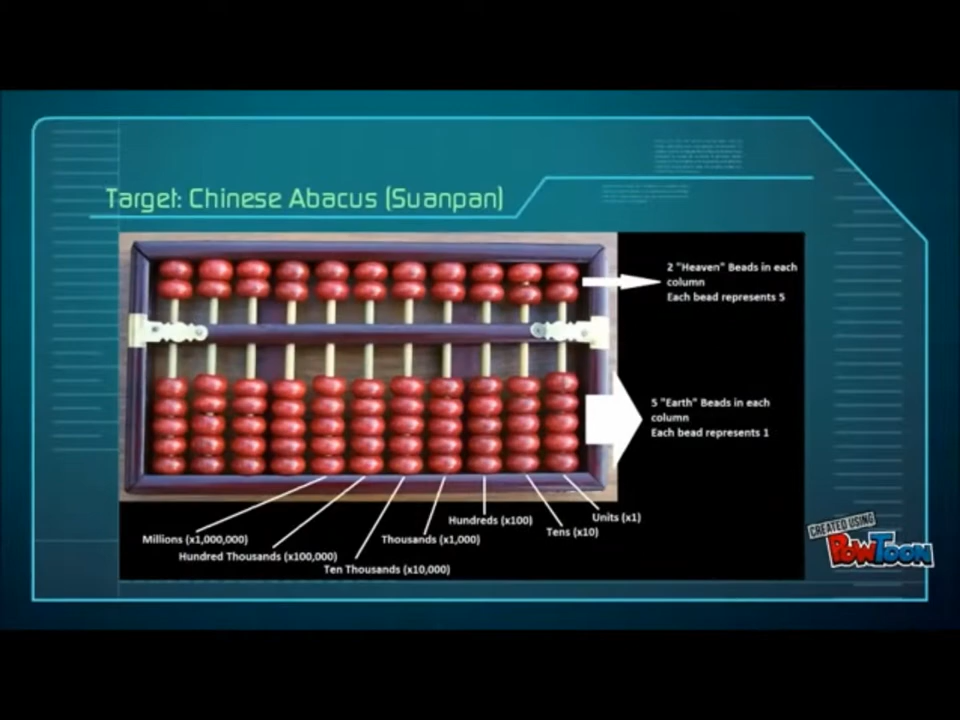 Target: Chinese Abacus (Suanpan)
2 "Heaven" Beads in each
column
Each bead represents 5
5 "Earth" Beads in each
column
Each bead represents 1
Units (x1)
Hundreds (x100)
Tens (x10)
Millions (x1,000,000)
Thousands (x1,000)
Hundred Thousands (x100,000)
Ten Thousands (x10,000)
CREATED USING
POWTOON